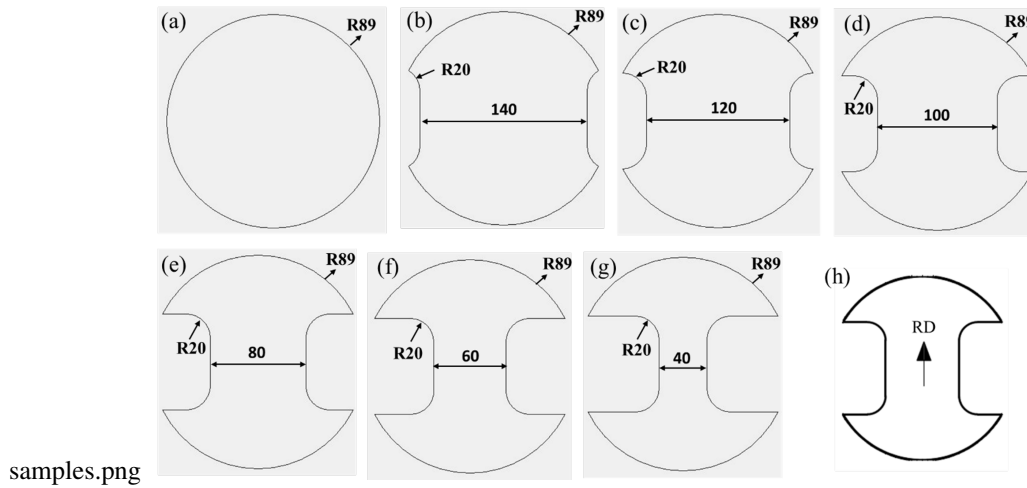 (a)
R89
(b)
R89
R20
140
(c)
R89
R20
120
(d)
R89
R20
100
(e)
R89
R20
80
(f)
R89
R20
60
(g)
R89
R20
40
(h)
RD
samples.png